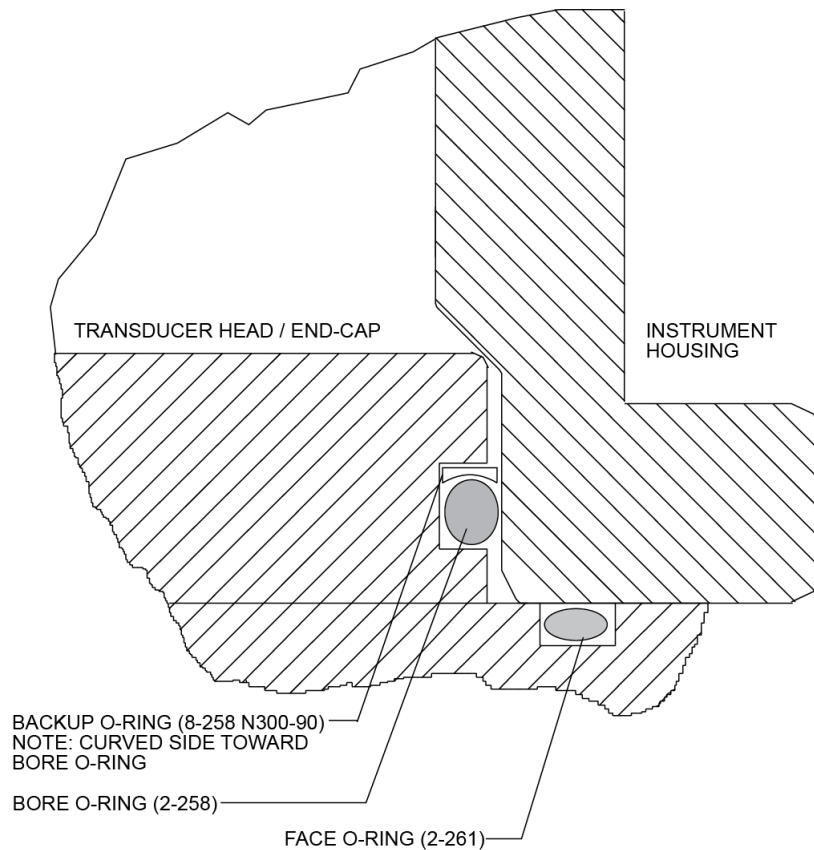 TRANSDUCER HEAD / END-CAP
INSTRUMENT
HOUSING
BACKUP O-RING (8-258 N300-90)
NOTE: CURVED SIDE TOWARD
BORE O-RING
BORE O-RING (2-258)
FACE O-RING (2-261)